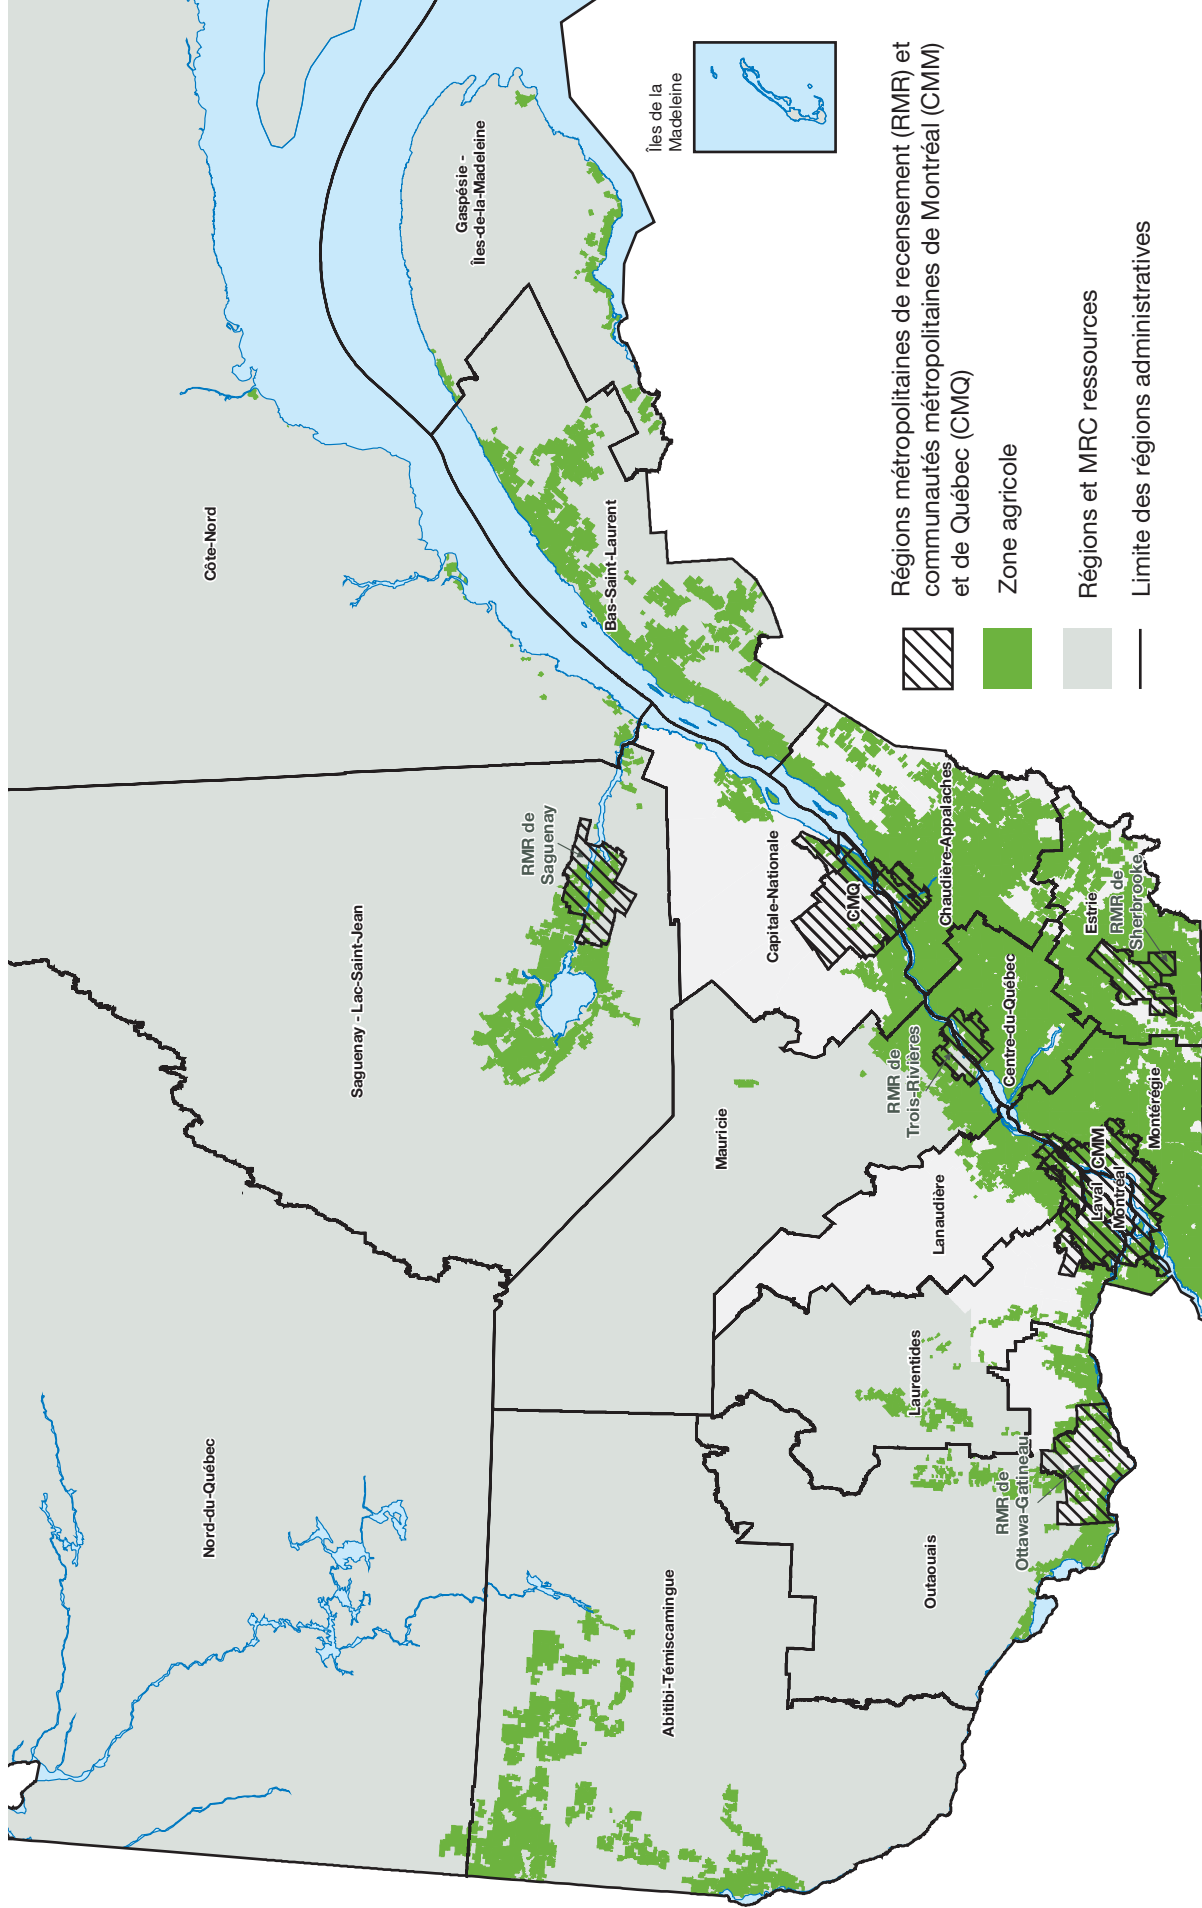 Côte-Nord
Gaspésie -
Îles-de-la-Madeleine
Îles de la
Madeleine
Bas-Saint-Laurent
Nord-du-Québec
Saguenay - Lac-Saint-Jean
RMR de
Saguenay
Capitale-Nationale
CMQ
Chaudière-Appalaches
Abitibi-Témiscamingue
Mauricie
RMR de
Trois-Rivières
Centre-du-Québec
Estrie
RMR de
Sherbrooke
Outaouais
Laurentides
Lanaudière
RMR de
Ottawa-Gatineau
Laval
CMM
Montréal
Montérégie
Régions métropolitaines de recensement (RMR) et
communautés métropolitaines de Montréal (CMM)
et de Québec (CMQ)
Zone agricole
Régions et MRC ressources
Limite des régions administratives